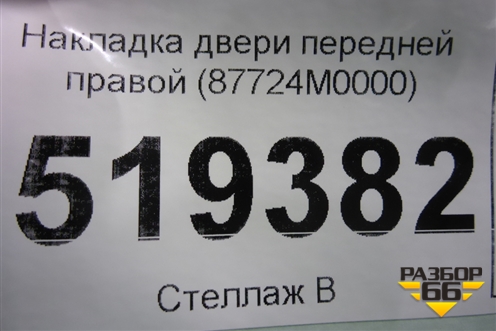 Накладка двери передней
правой (87724M0000)
519382
Стеллаж В
РАЗБОР
66